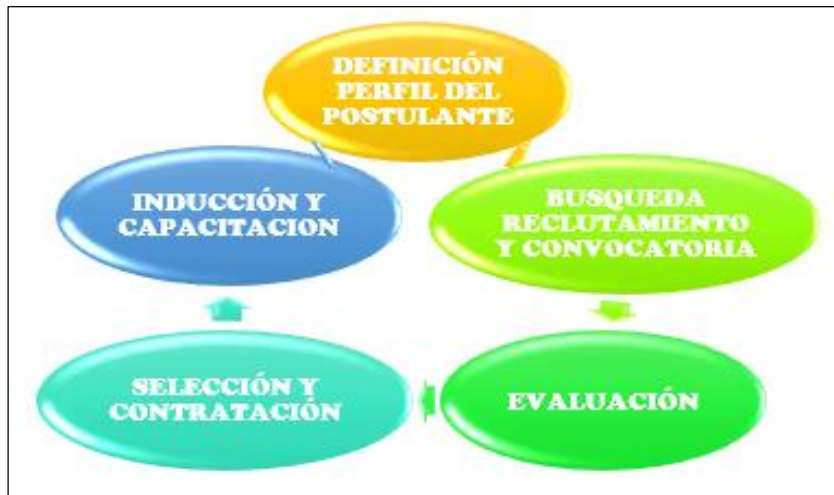 DEFINICIÓN
PERFIL DEL
POSTULANTE
BUSQUEDA
RECLUTAMIENTO
Y CONVOCATORIA
EVALUACIÓN
SELECCIÓN Y
CONTRATACIÓN
INDUCCIÓN Y
CAPACITACION